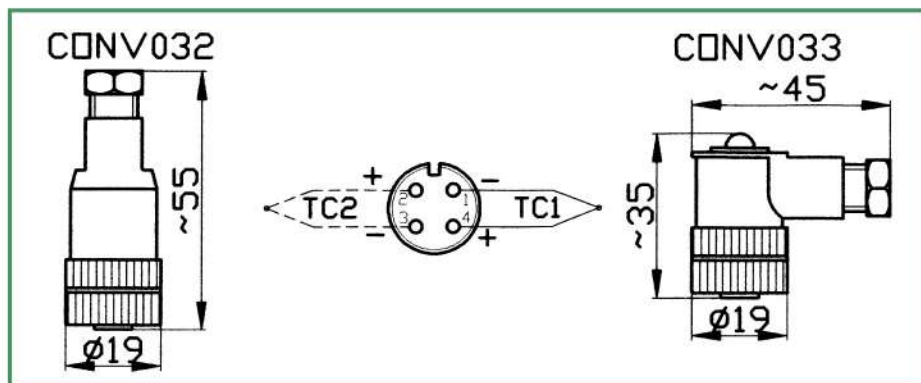 CONV032
~55
ø19
+ -
2 1
TC2 TC1
3 4
- +
CONV033
~45
~35
ø19